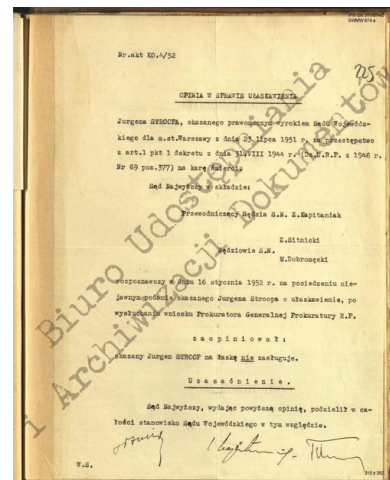 Nr.akt KO.4/52
225
OPINIA W SPRAWIE UŁASKAWIENIA
Jurgena STROOPA, skazanego prawomocnym wyrokiem Sądu Wojewódz-
kiego dla m.st.Warszawy z dnia 23 lipca 1951 r. za przestępstwo
z art.1 pkt 1 dekretu z dnia 31.VIII 1944 r. (Dz.U.R.P. z 1946 r.
Nr 69 poz.377) na karę śmierci.
Sąd Najwyższy w składzie:
Przewodniczący Sędzia S.N. Z.Kapitaniak
Z.Sitnicki
Sędziowie S.N.
M.Dobromęski
rozpoznawszy w dniu 16 stycznia 1952 r. na posiedzeniu nie-
jawnym podanie skazanego Jurgena Stroopa o ułaskawienie, po
wysłuchaniu wniosku Prokuratora Generalnej Prokuratury R.P.
zaopiniował:
skazany Jurgen STROOP na łaskę nie zasługuje.
Uzasadnienie.
Sąd Najwyższy, wydając powyższą opinię, podzielił w ca-
łości stanowisko Sądu Wojewódzkiego w tym względzie.
W.S.
Biuro Udostępniania
i Archiwizacji Dokumentów